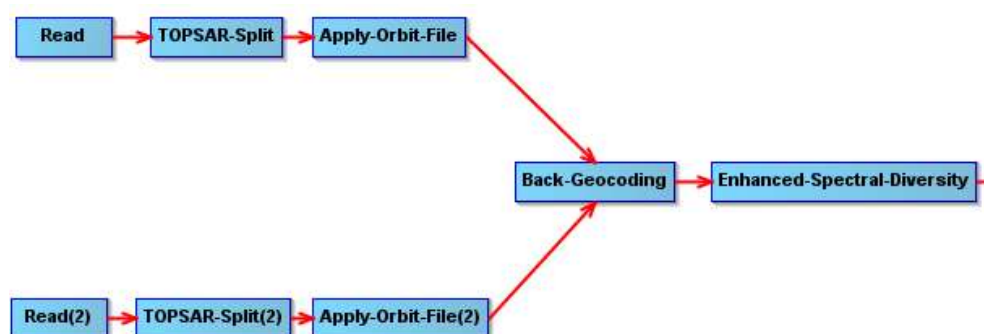 Read
TOPSAR-Split
Apply-Orbit-File
Back-Geocoding
Enhanced-Spectral-Diversity
Read(2)
TOPSAR-Split(2)
Apply-Orbit-File(2)